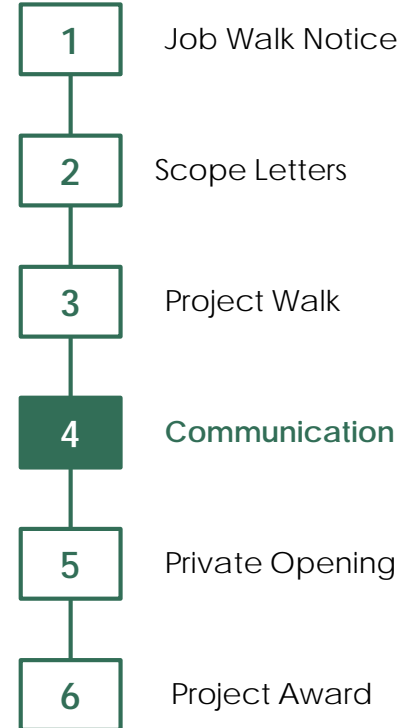 1 Job Walk Notice
2 Scope Letters
3 Project Walk
4 Communication
5 Private Opening
6 Project Award